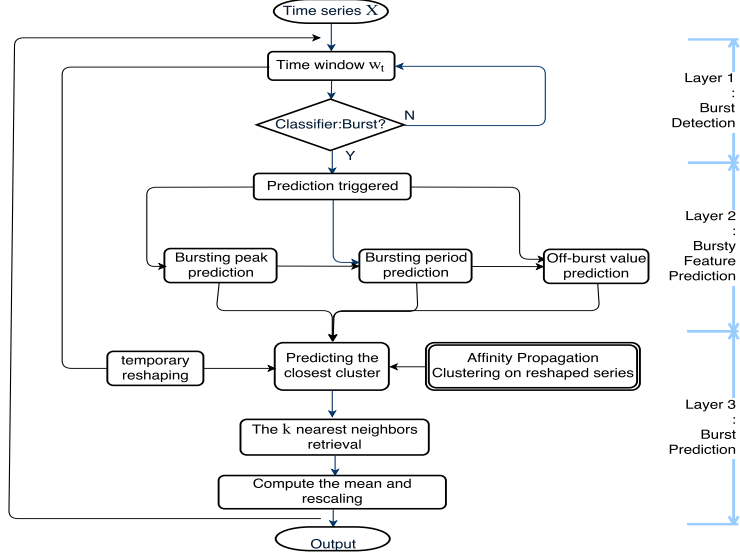 Time series X
Time window wt
Classifier:Burst?
N
Y
Prediction triggered
Bursting peak
prediction
Bursting period
prediction
Off-burst value
prediction
temporary
reshaping
Predicting the
closest cluster
Affinity Propagation
Clustering on reshaped series
The k nearest neighbors
retrieval
Compute the mean and
rescaling
Output
Layer 1
:
Burst
Detection
Layer 2
:
Bursty
Feature
Prediction
Layer 3
:
Burst
Prediction